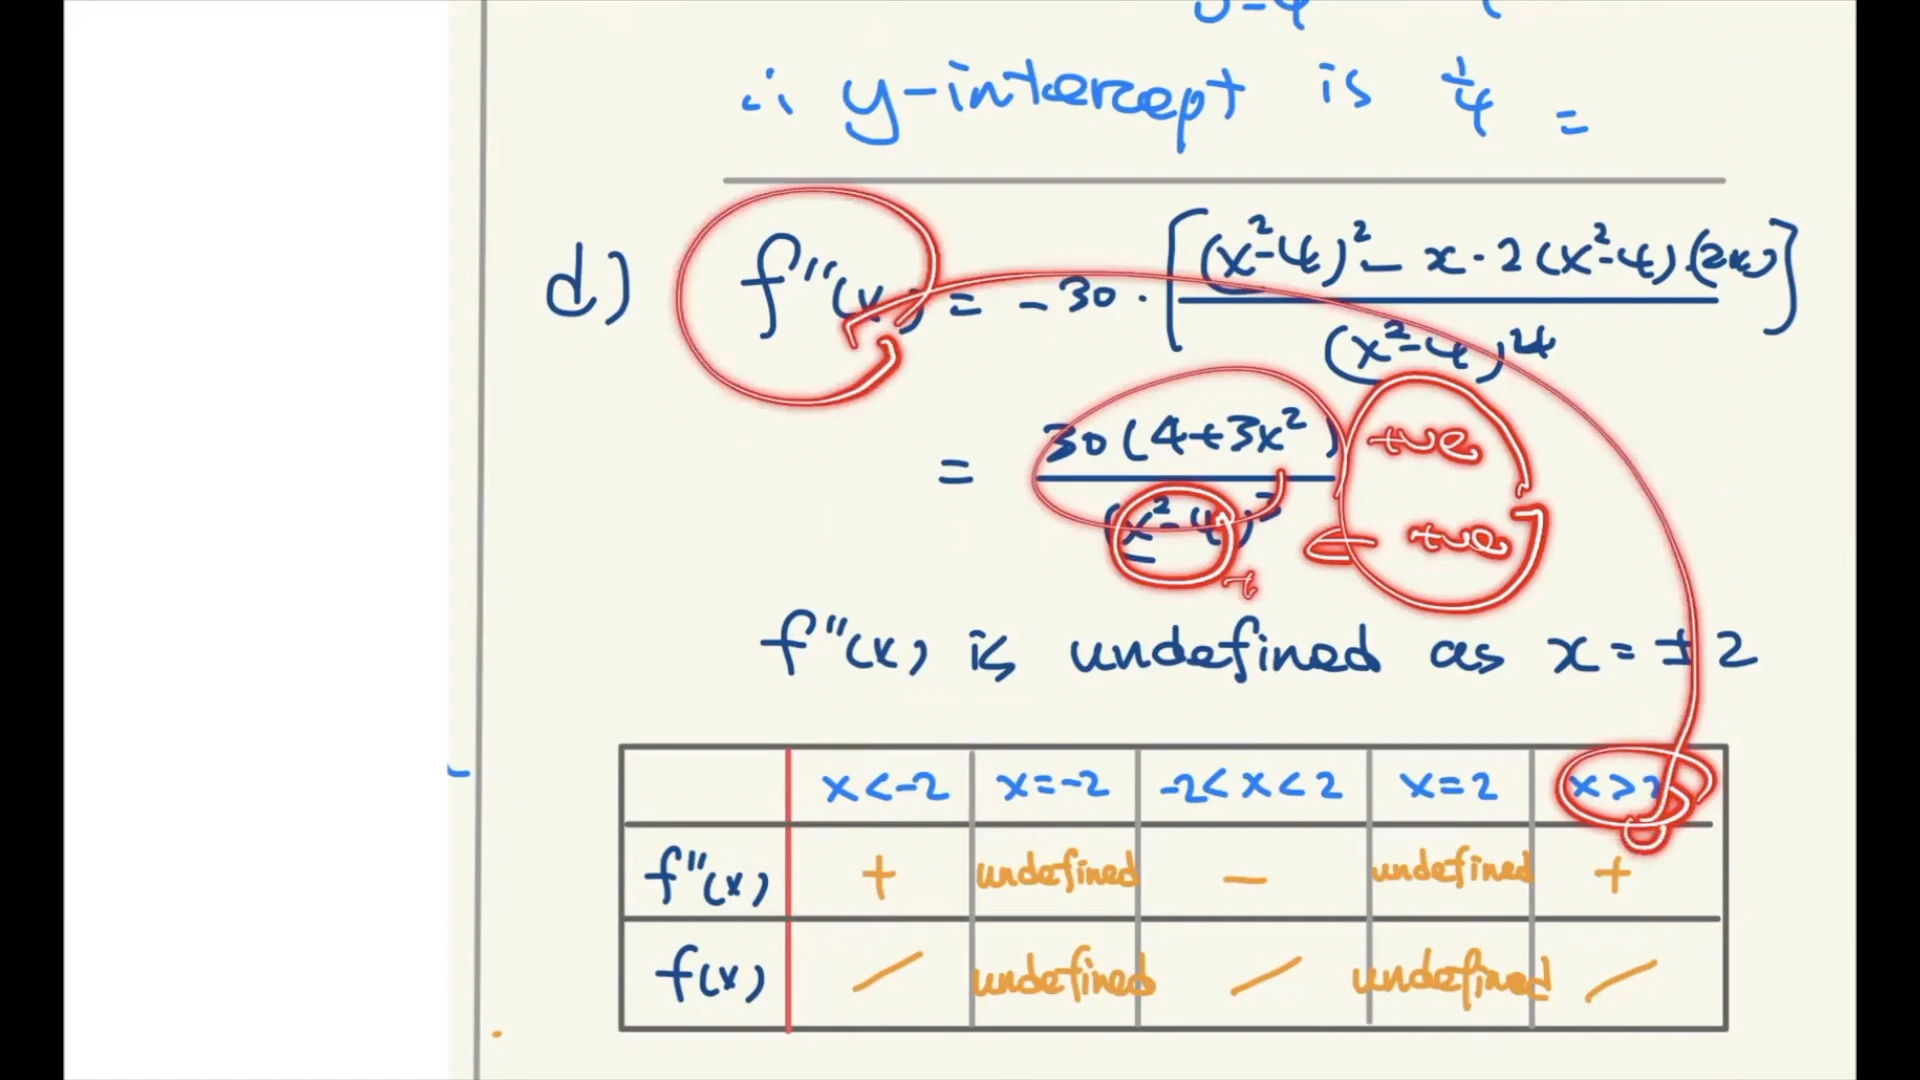 ∴ y-intercept is 1/4 =
d) f''(x) = -30 · [ (x²-4)² - x·2(x²-4)·(2x) / (x²-4)²⁴ ]
= 30(4+3x²) / (x²-4)³ +ve ← +ve +
f''(x) is undefined as x = ±2
x<-2 x=-2 -2<x<2 x=2 x>2
f''(x) + undefined - undefined +
f(x) / undefined / undefined /